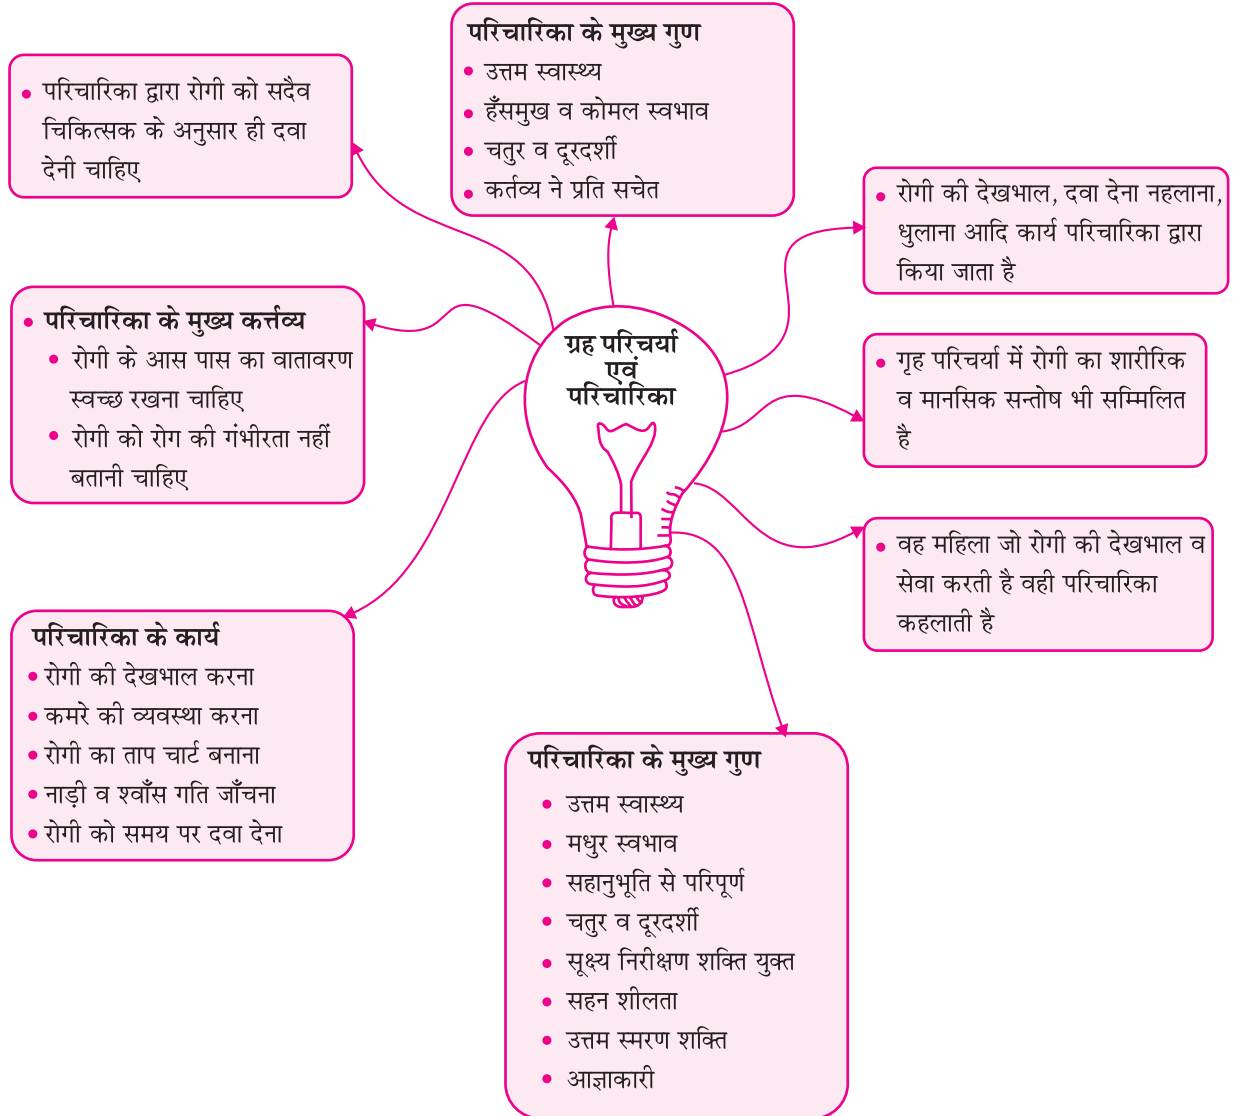 परिचारिका के मुख्य गुण
• उत्तम स्वास्थ्य
• हँसमुख व कोमल स्वभाव
• चतुर व दूरदर्शी
• कर्तव्य ने प्रति सचेत
• परिचारिका द्वारा रोगी को सदैव
चिकित्सक के अनुसार ही दवा
देनी चाहिए
• रोगी की देखभाल, दवा देना नहलाना,
धुलाना आदि कार्य परिचारिका द्वारा
किया जाता है
• परिचारिका के मुख्य कर्त्तव्य
• रोगी के आस पास का वातावरण
स्वच्छ रखना चाहिए
• रोगी को रोग की गंभीरता नहीं
बतानी चाहिए
ग्रह परिचर्या
एवं
परिचारिका
• गृह परिचर्या में रोगी का शारीरिक
व मानसिक सन्तोष भी सम्मिलित
है
• वह महिला जो रोगी की देखभाल व
सेवा करती है वही परिचारिका
कहलाती है
परिचारिका के कार्य
• रोगी की देखभाल करना
• कमरे की व्यवस्था करना
• रोगी का ताप चार्ट बनाना
• नाड़ी व श्वाँस गति जाँचना
• रोगी को समय पर दवा देना
परिचारिका के मुख्य गुण
• उत्तम स्वास्थ्य
• मधुर स्वभाव
• सहानुभूति से परिपूर्ण
• चतुर व दूरदर्शी
• सूक्ष्य निरीक्षण शक्ति युक्त
• सहन शीलता
• उत्तम स्मरण शक्ति
• आज्ञाकारी